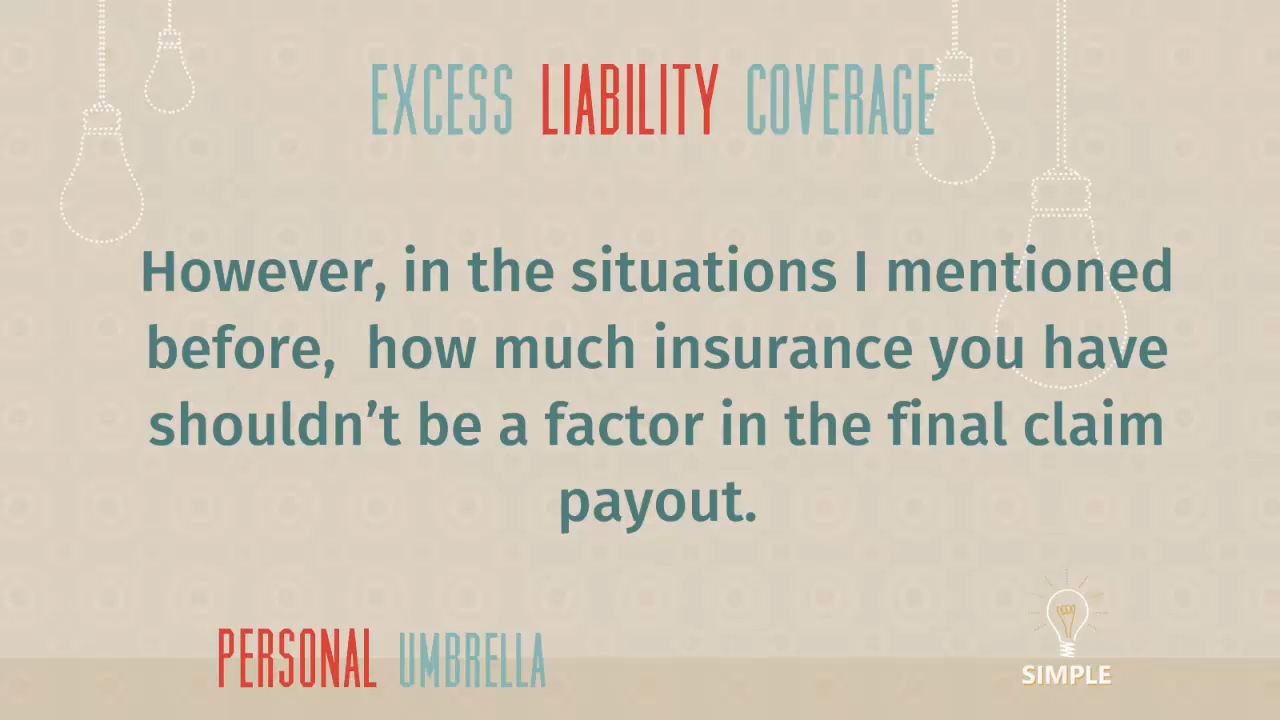 EXCESS LIABILITY COVERAGE
However, in the situations I mentioned
before,  how much insurance you have
shouldn’t be a factor in the final claim
payout.
PERSONAL UMBRELLA
SIMPLE